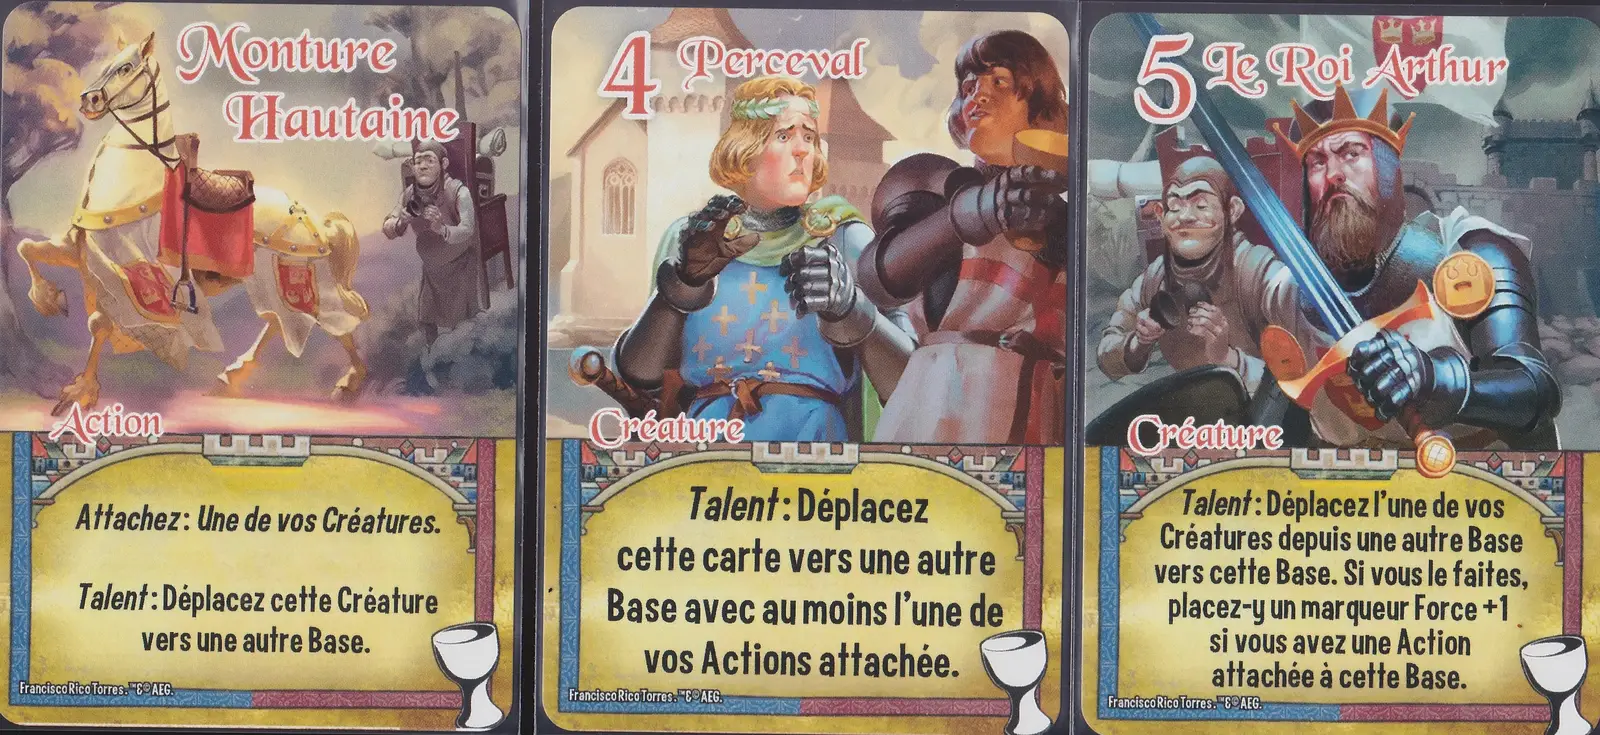 Monture
Hautaine
Action
Attachez : Une de vos Créatures.
Talent : Déplacez cette Créature
vers une autre Base.
Francisco Rico Torres. ™&© AEG.
4 Perceval
Créature
Talent : Déplacez
cette carte vers une autre
Base avec au moins l'une de
vos Actions attachée.
Francisco Rico Torres. ™&© AEG.
5 Le Roi Arthur
Créature
Talent : Déplacez l'une de vos
Créatures depuis une autre Base
vers cette Base. Si vous le faites,
placez-y un marqueur Force +1
si vous avez une Action
attachée à cette Base.
Francisco Rico Torres. ™&© AEG.